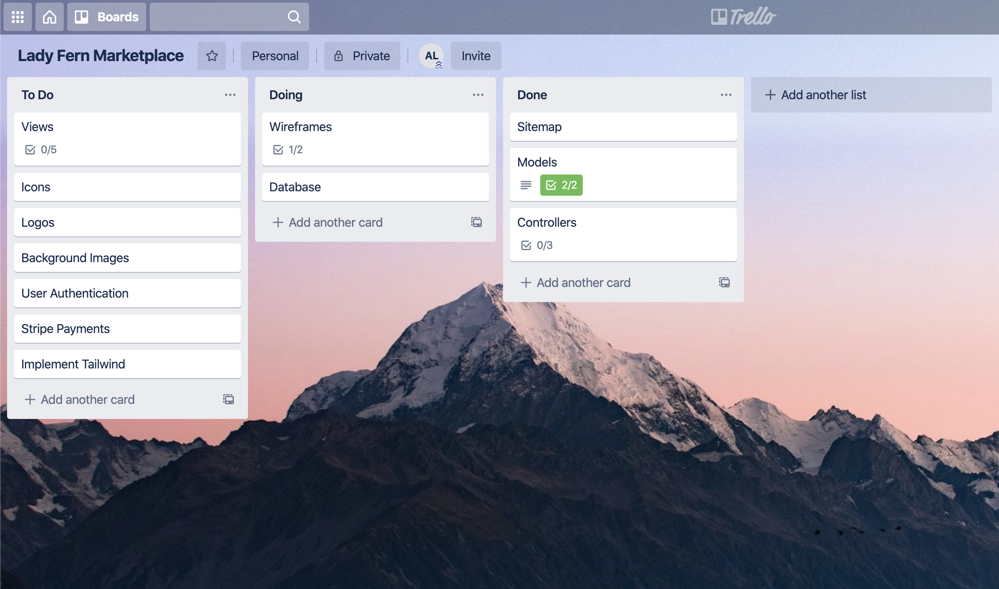 Boards
Trello
Lady Fern Marketplace
Personal
Private
AL
Invite
To Do
Views
0/5
Icons
Logos
Background Images
User Authentication
Stripe Payments
Implement Tailwind
Add another card
Doing
Wireframes
1/2
Database
Add another card
Done
Sitemap
Models
2/2
Controllers
0/3
Add another card
Add another list